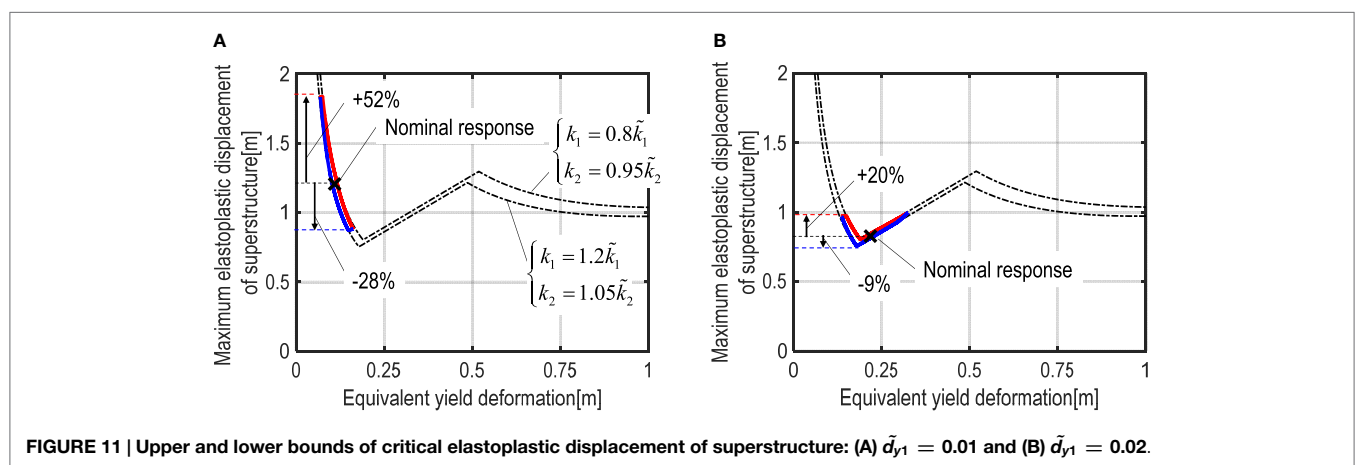 A
Maximum elastoplastic displacement
of superstructure[m]
2
1.5
1
0.5
0
+52%
Nominal response
-28%
{k₁ = 0.8k̃₁
k₂ = 0.95k̃₂
{k₁ = 1.2k̃₁
k₂ = 1.05k̃₂
0 0.25 0.5 0.75 1
Equivalent yield deformation[m]
B
Maximum elastoplastic displacement
of superstructure[m]
2
1.5
1
0.5
0
+20%
Nominal response
-9%
0 0.25 0.5 0.75 1
Equivalent yield deformation[m]
FIGURE 11 | Upper and lower bounds of critical elastoplastic displacement of superstructure: (A) d̃y1 = 0.01 and (B) d̃y1 = 0.02.